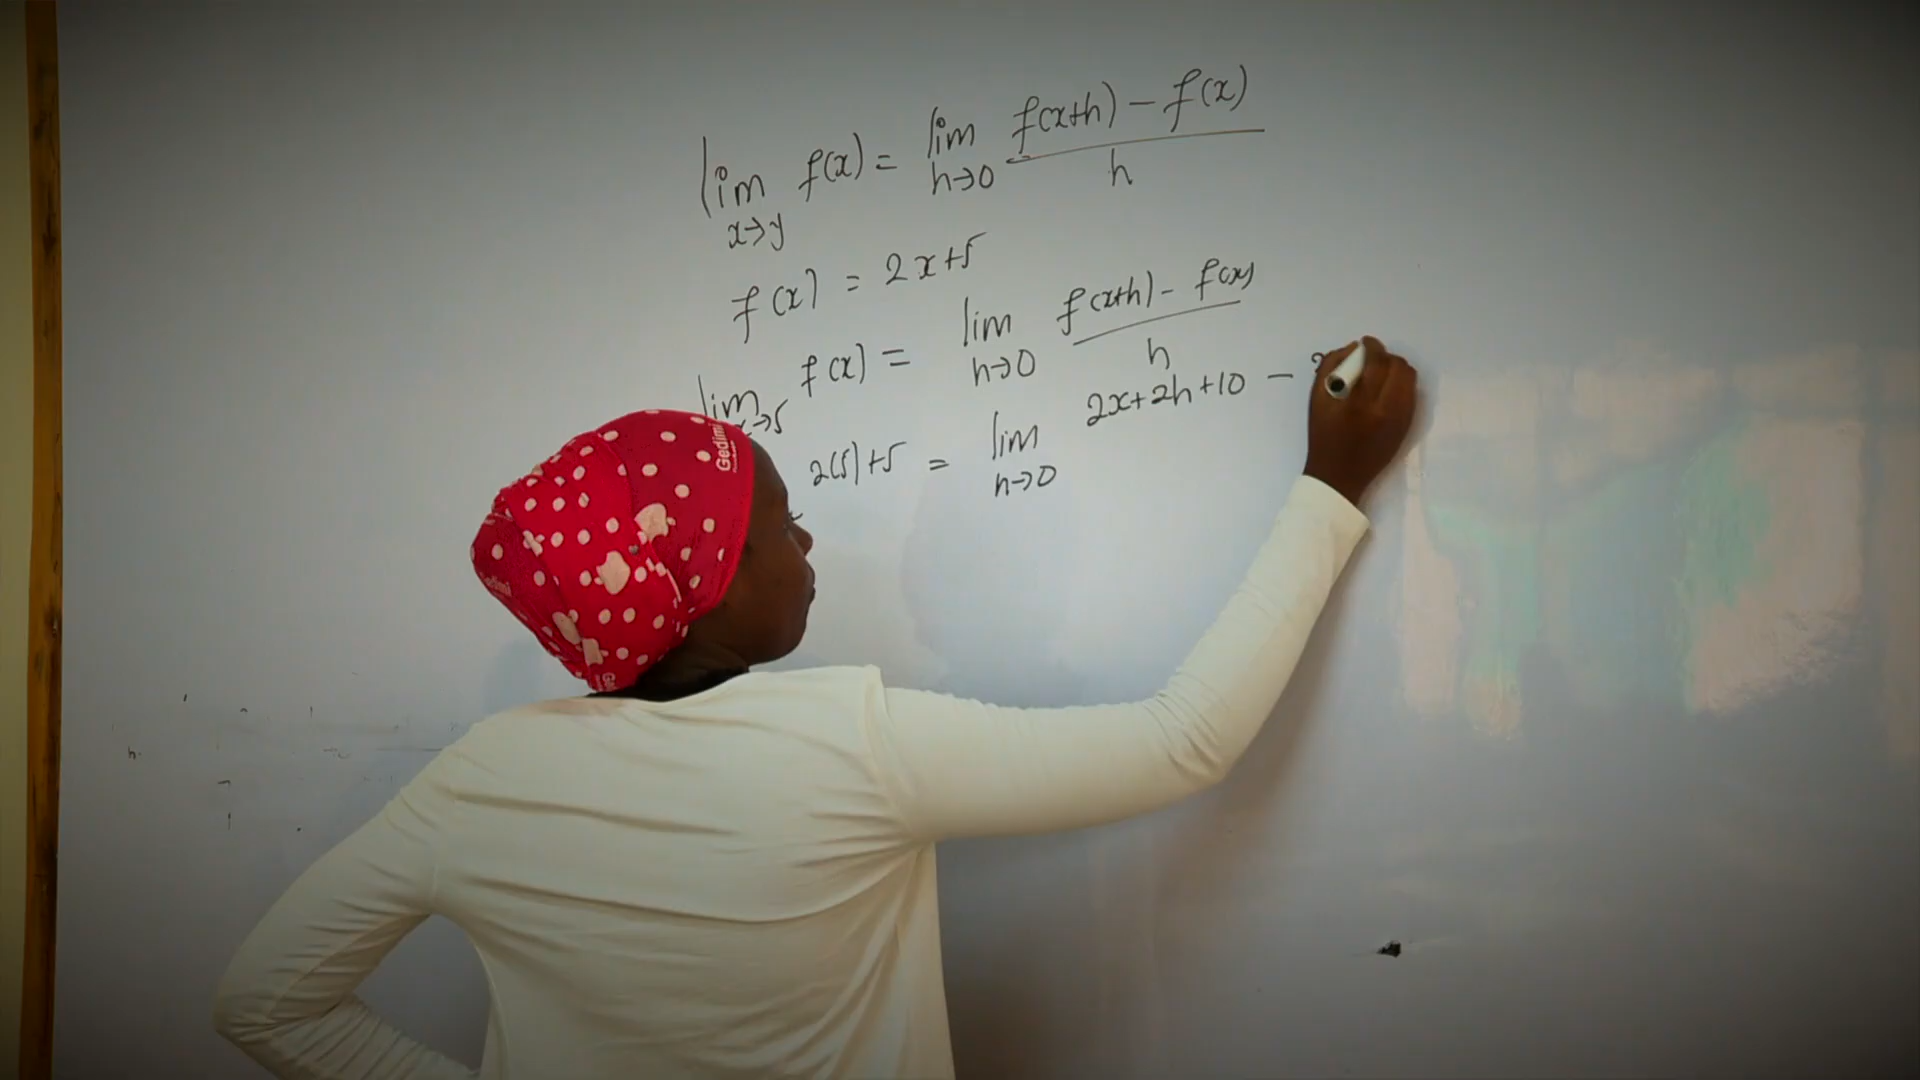 lim f(x) = lim f(x+h) - f(x)
x→y h→0 h
f(x) = 2x+5
lim f(x) = lim f(x+h) - f(x)
x→5 h→0 h
2(5)+5 = lim 2x+2h+10 -
h→0
Gedimi